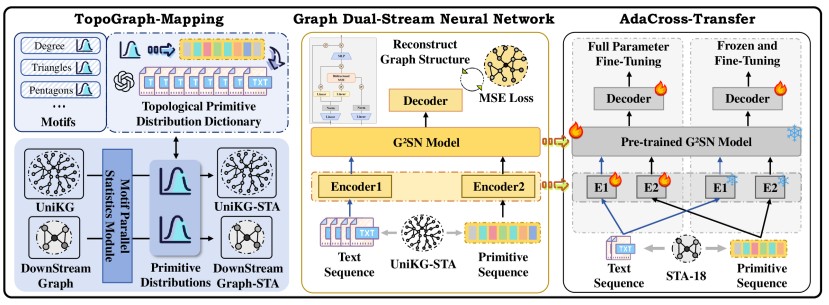 TopoGraph-Mapping
Degree
Triangles
Pentagons
...
Motifs
T T T T T T TXT
Topological Primitive
Distribution Dictionary
UniKG
Motif Parallel
Statistics Module
UniKG-STA
DownStream
Graph
Primitive
Distributions
DownStream
Graph-STA
Graph Dual-Stream Neural Network
Reconstruct
Graph Structure
MSE Loss
Decoder
G²SN Model
Encoder1
Encoder2
TXT
Text
Sequence
UniKG-STA
Primitive
Sequence
AdaCross-Transfer
Full Parameter
Fine-Tuning
Frozen and
Fine-Tuning
Decoder
Decoder
Pre-trained G²SN Model
E1
E2
E1
E2
TXT
Text
Sequence
STA-18
Primitive
Sequence